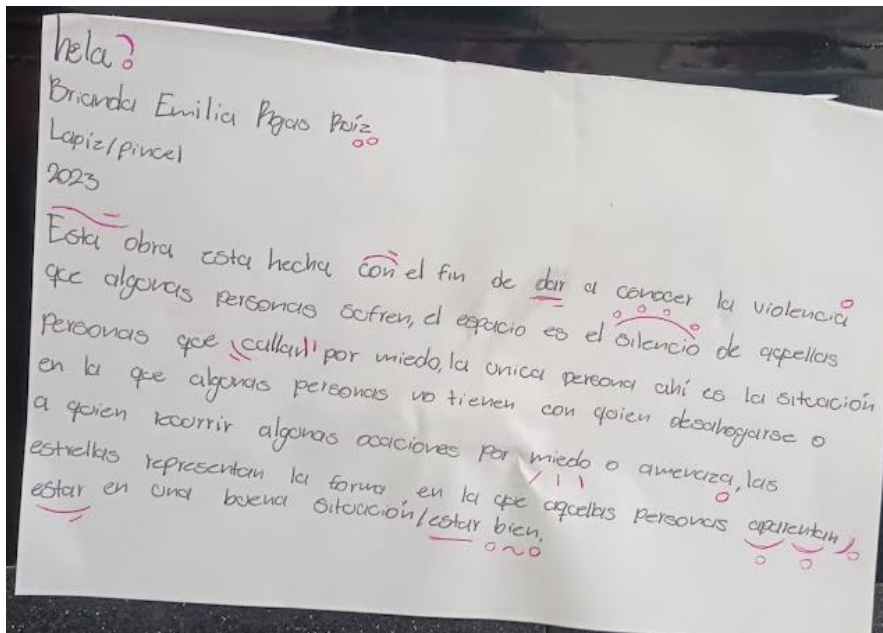 hela?
Brianda Emilia Rojas Ruíz
Lapiz/pincel
2023
Esta obra esta hecha con el fin de dar a conocer la violencia
que algunas personas sufren, el espacio es el silencio de aquellas
personas que "callan" por miedo, la unica persona ahí es la situación
en la que algunas personas no tienen con quien desahogarse o
a quien recurrir algunas ocaciones por miedo o amenaza, las
estrellas representan la forma en la que aquellas personas aparentan
estar en una buena situación/estar bien.